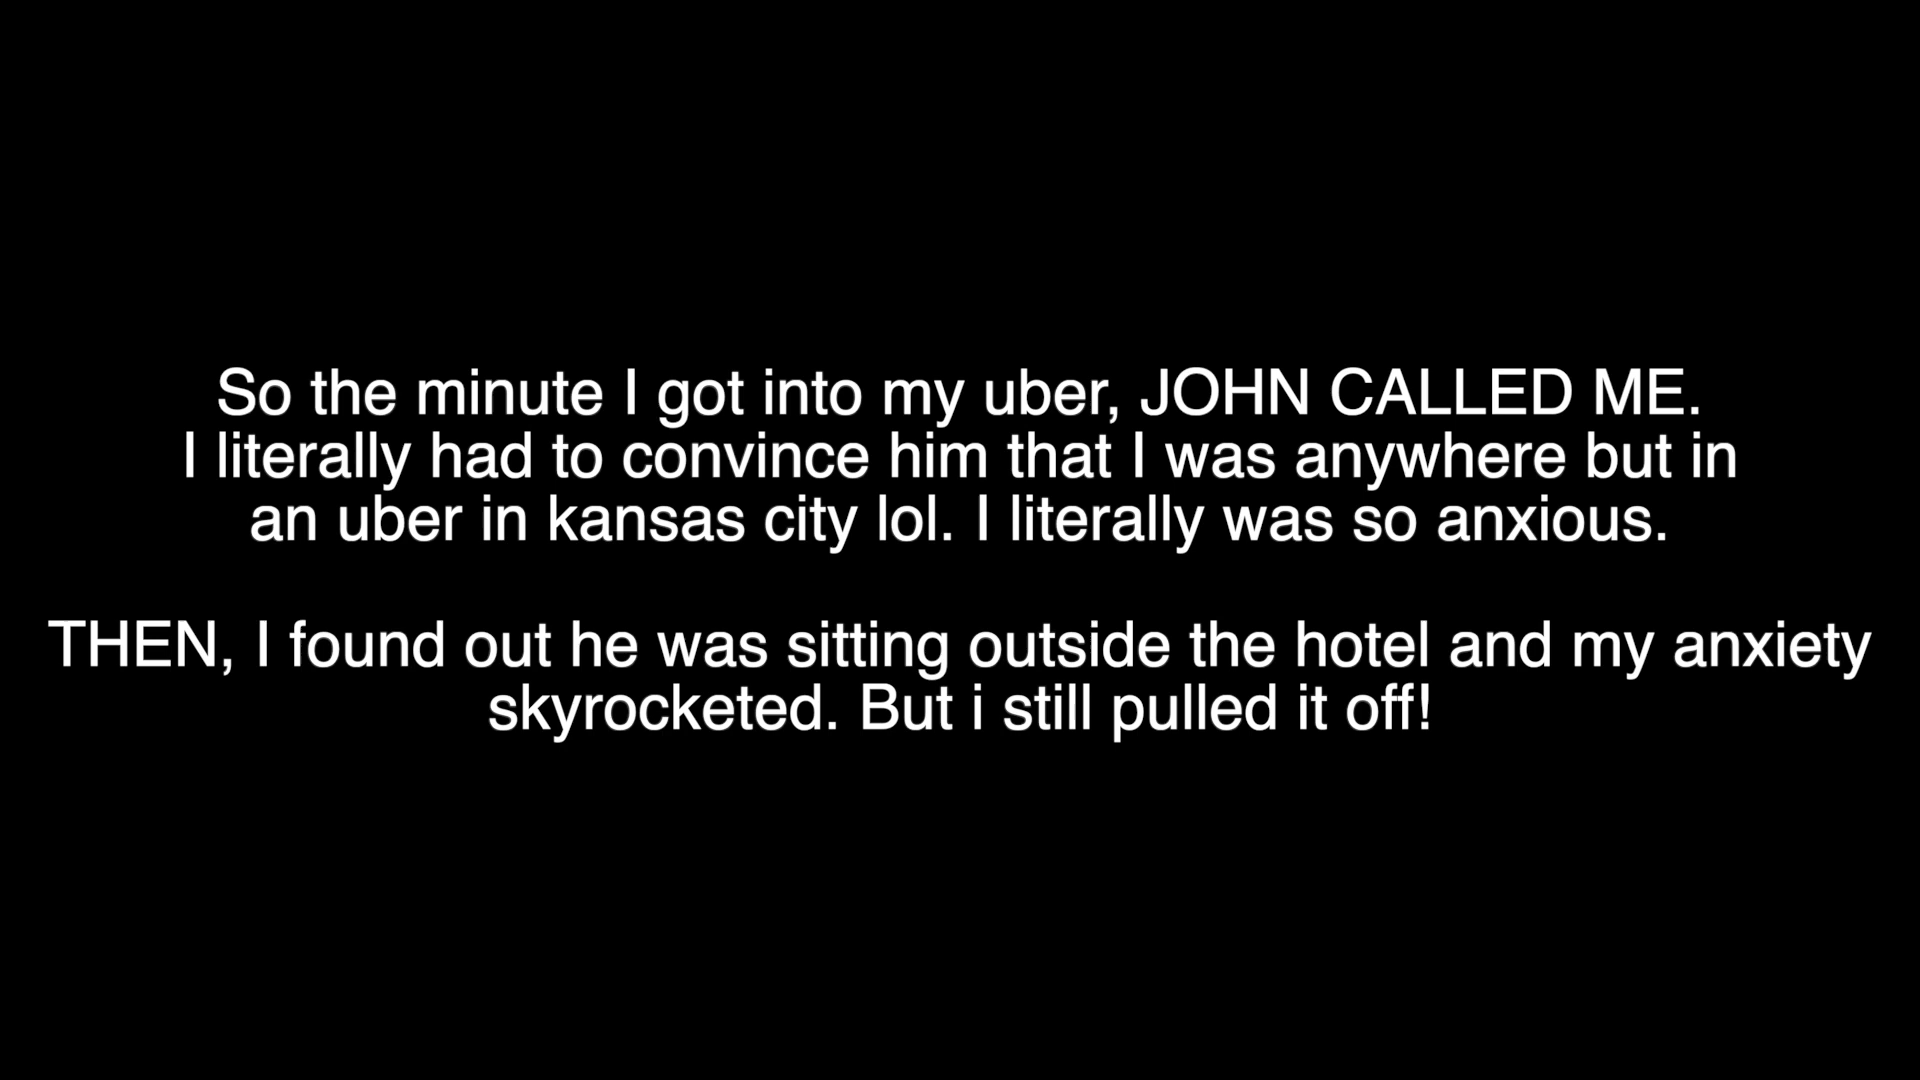 So the minute I got into my uber, JOHN CALLED ME.
I literally had to convince him that I was anywhere but in
an uber in kansas city lol. I literally was so anxious.
THEN, I found out he was sitting outside the hotel and my anxiety
skyrocketed. But i still pulled it off!